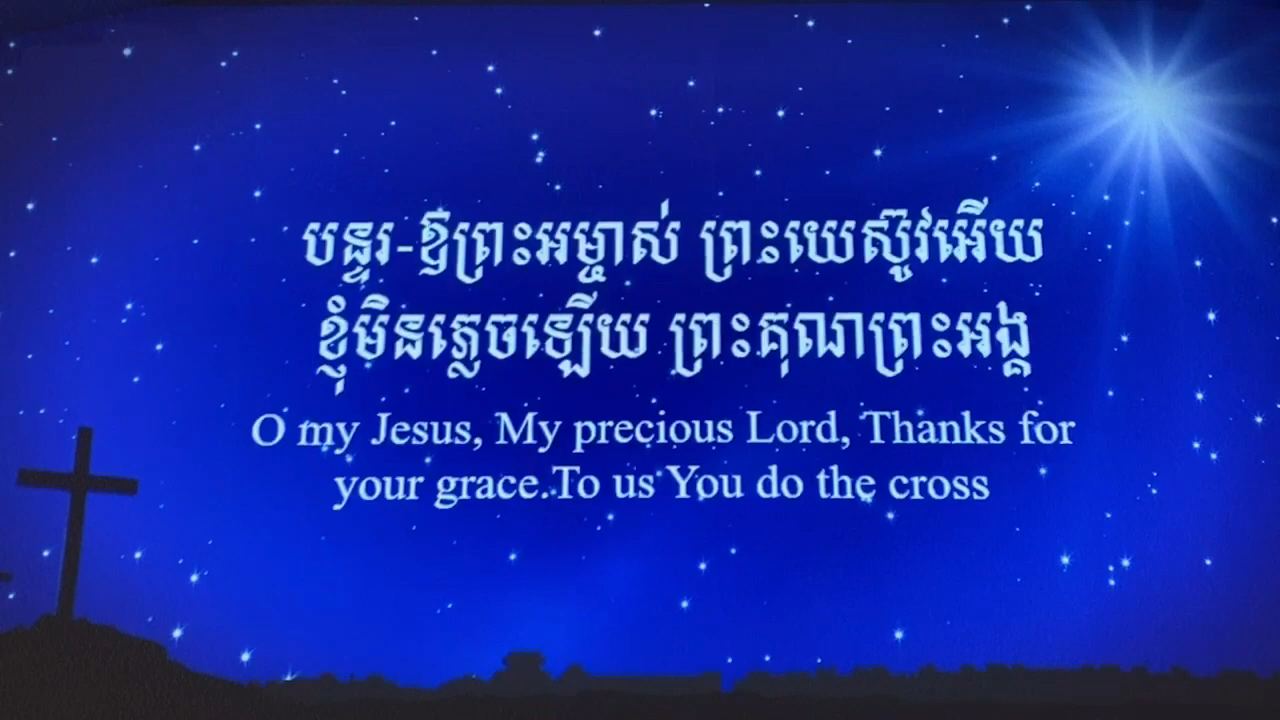 បន្ទរ-ឱព្រះអម្ចាស់ ព្រះយេស៊ូវអើយ
ខ្ញុំមិនភ្លេចឡើយ ព្រះគុណព្រះអង្គ
O my Jesus, My precious Lord, Thanks for
your grace.To us You do the cross